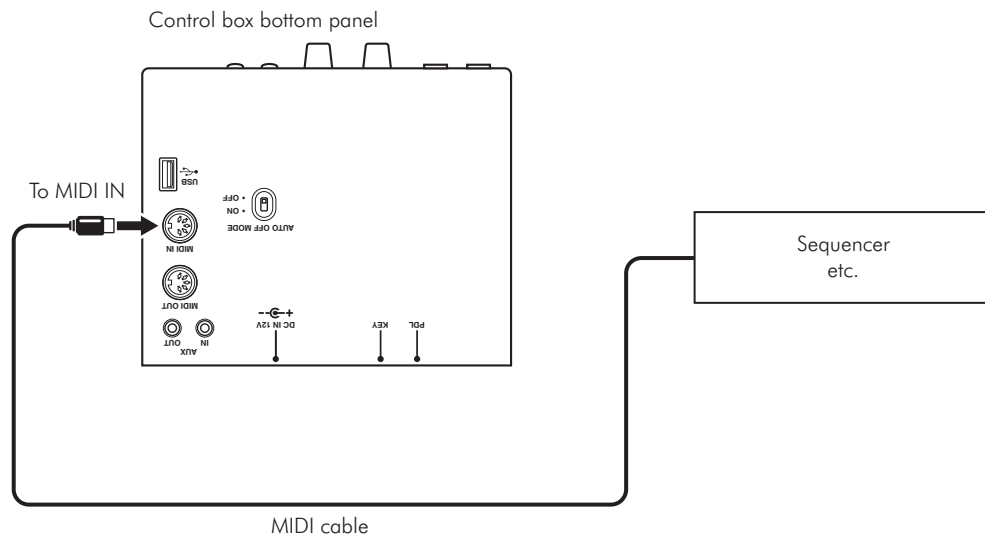 Control box bottom panel
To MIDI IN
USB
OFF •
ON •
AUTO OFF MODE
MIDI IN
MIDI OUT
OUT
IN
AUX
DC IN 12V
KEY
PDL
Sequencer
etc.
MIDI cable